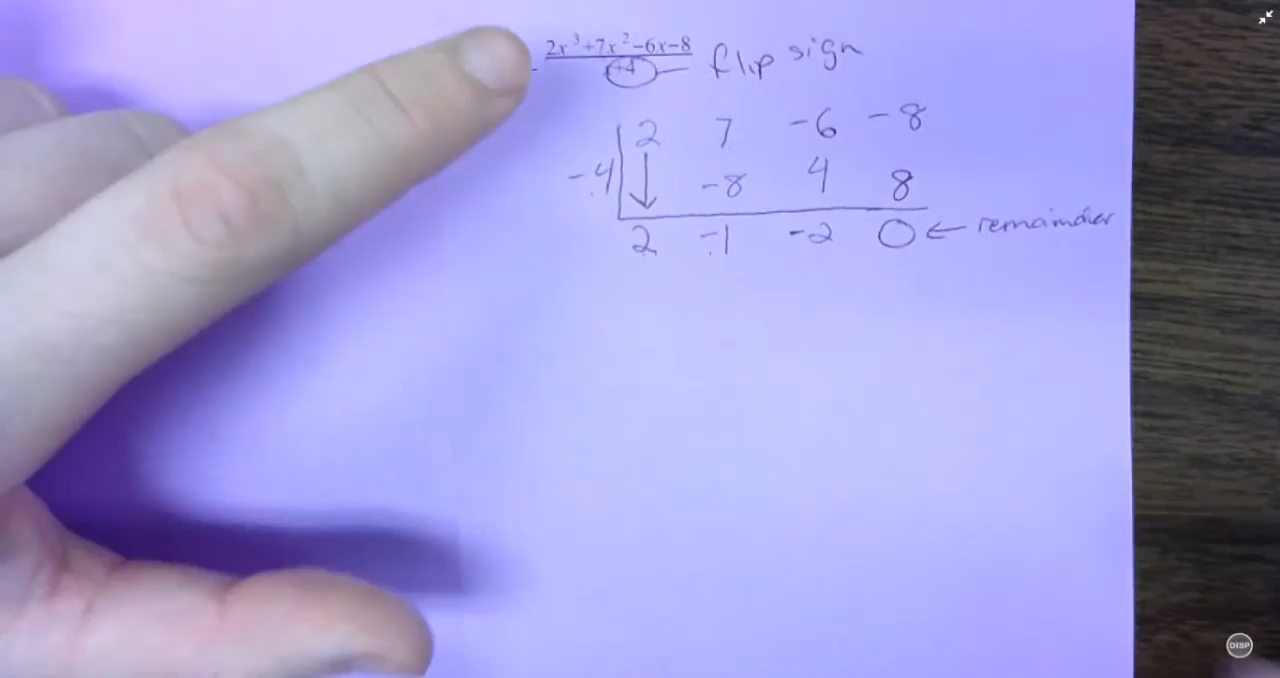 2x³+7x²−6x−8 flip sign
x+4
2 7 -6 -8
-4 -8 4 8
2 -1 -2 0 ← remainder
DISP